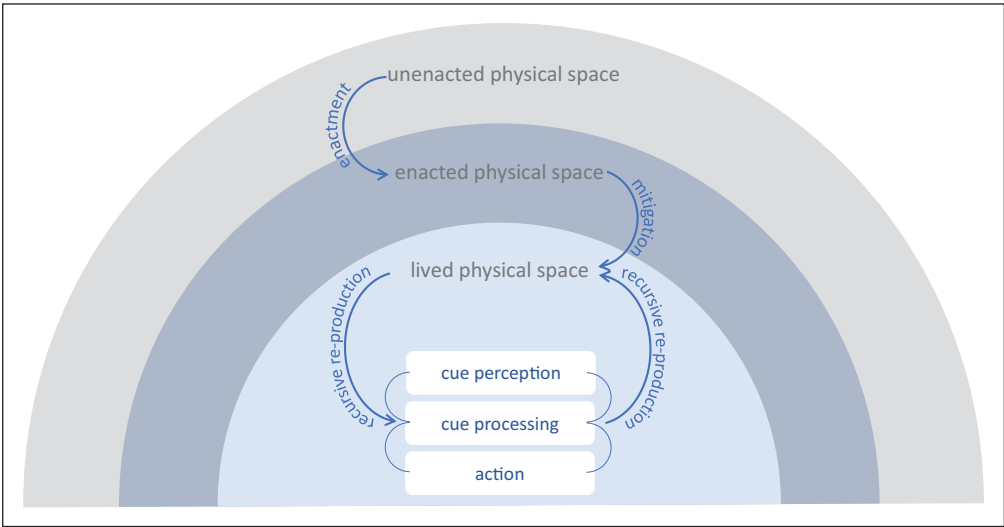 unenacted physical space
enactment
enacted physical space
mitigation
lived physical space
recursive re-production
recursive re-production
cue perception
cue processing
action